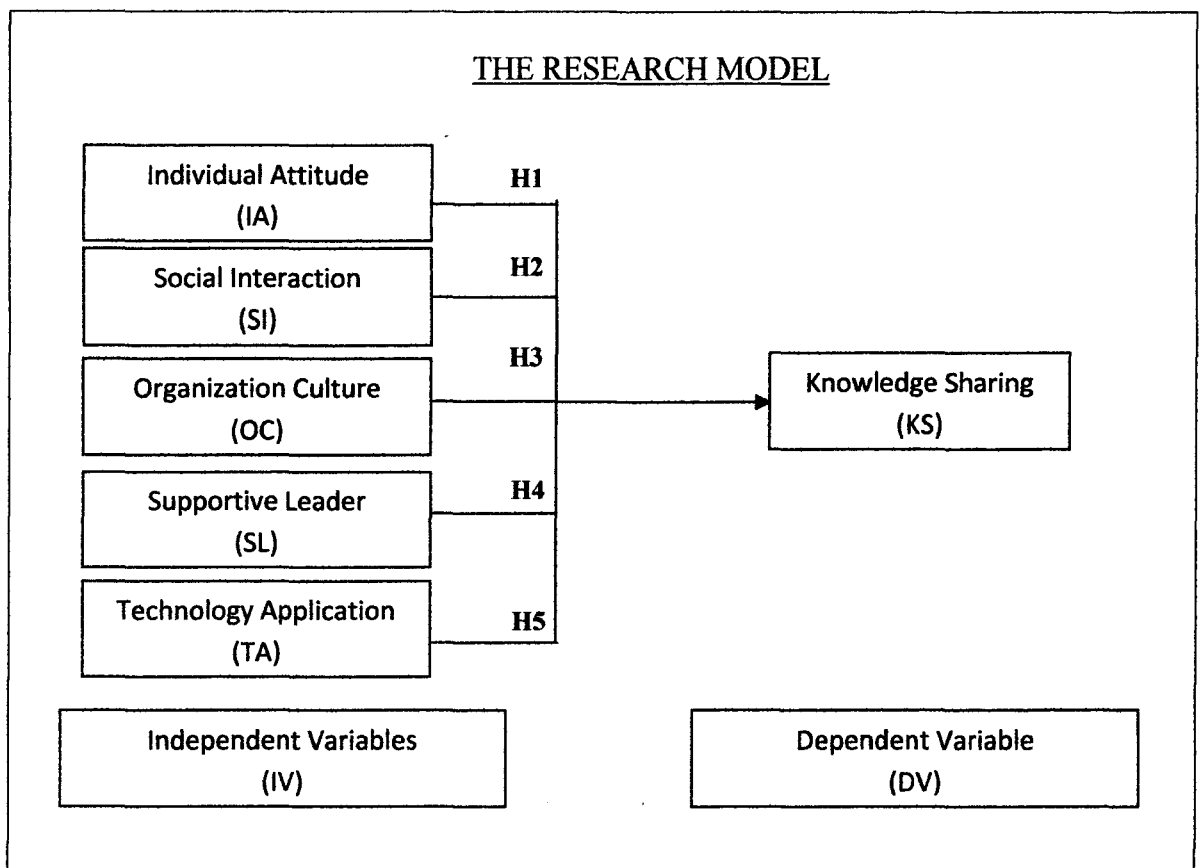 THE RESEARCH MODEL
Individual Attitude
(IA)
H1
Social Interaction
(SI)
H2
Organization Culture
(OC)
H3
Supportive Leader
(SL)
H4
Technology Application
(TA)
H5
Knowledge Sharing
(KS)
Independent Variables
(IV)
Dependent Variable
(DV)